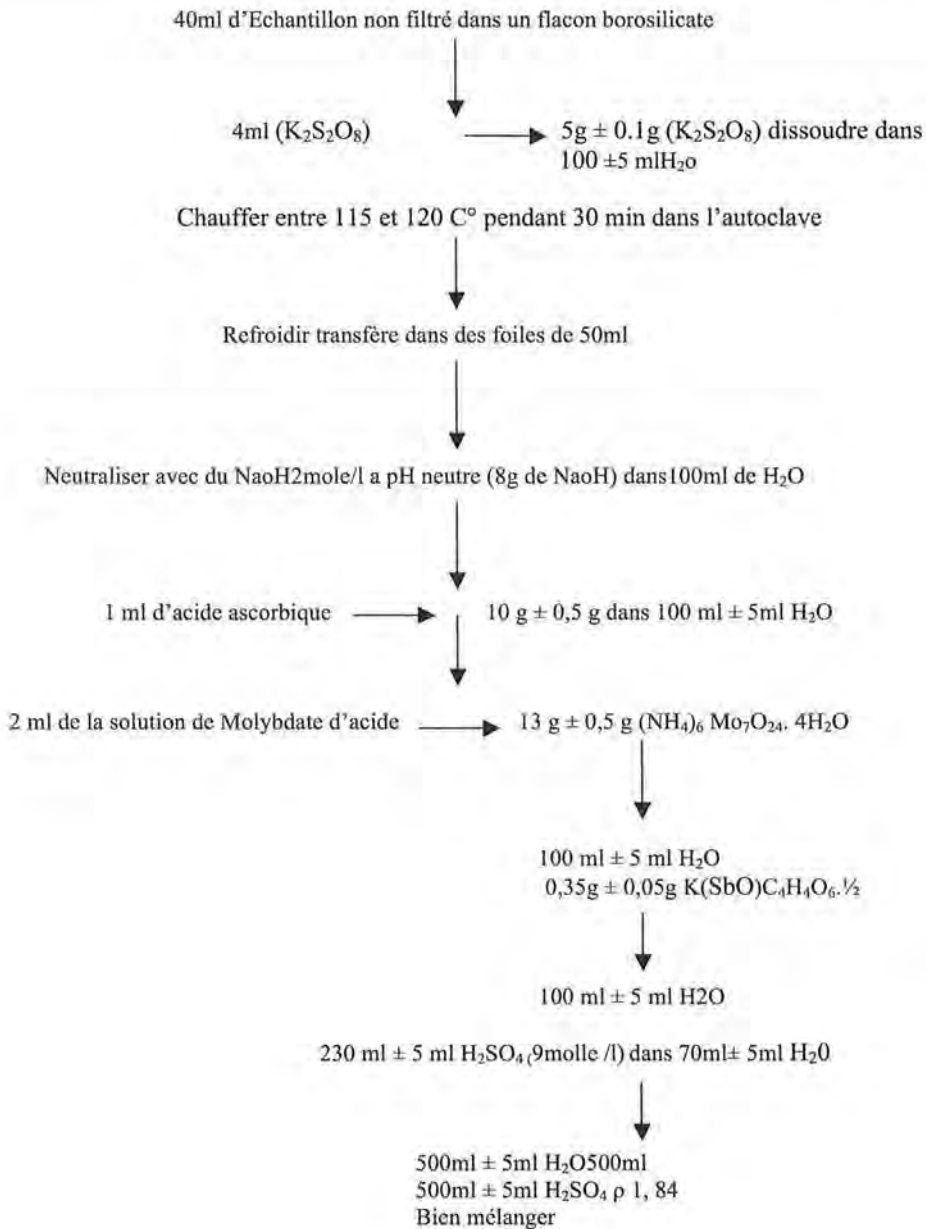 40ml d'Echantillon non filtré dans un flacon borosilicate
4ml (K₂S₂O₈)
5g ± 0.1g (K₂S₂O₈) dissoudre dans
100 ±5 mlH₂o
Chauffer entre 115 et 120 C° pendant 30 min dans l'autoclave
Refroidir transfère dans des foiles de 50ml
Neutraliser avec du NaoH2mole/l a pH neutre (8g de NaoH) dans100ml de H₂O
1 ml d'acide ascorbique
10 g ± 0,5 g dans 100 ml ± 5ml H₂O
2 ml de la solution de Molybdate d'acide
13 g ± 0,5 g (NH₄)₆ Mo₇O₂₄. 4H₂O
100 ml ± 5 ml H₂O
0,35g ± 0,05g K(SbO)C₄H₄O₆.½
100 ml ± 5 ml H2O
230 ml ± 5 ml H₂SO₄ (9molle /l) dans 70ml± 5ml H₂0
500ml ± 5ml H₂O500ml
500ml ± 5ml H₂SO₄ ρ 1, 84
Bien mélanger